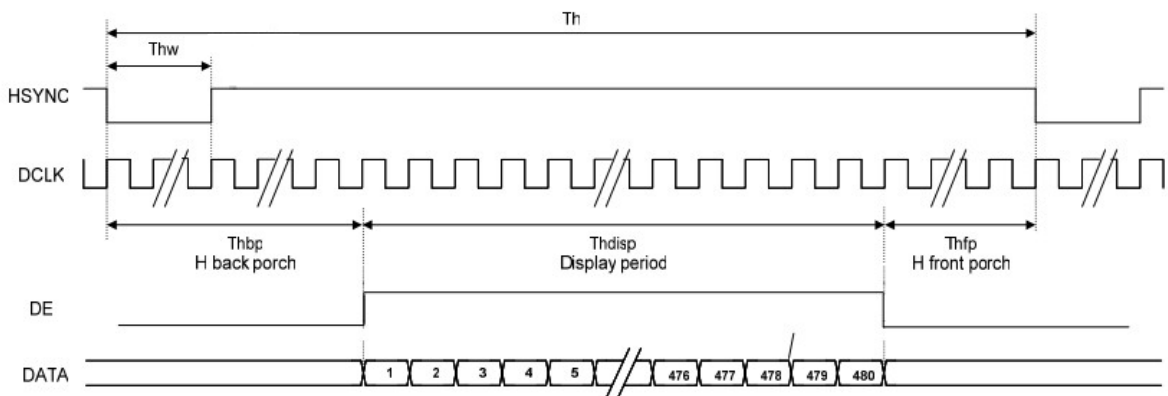 Th
Thw
HSYNC
DCLK
Thbp
H back porch
Thdisp
Display period
Thfp
H front porch
DE
DATA 1 2 3 4 5 476 477 478 479 480